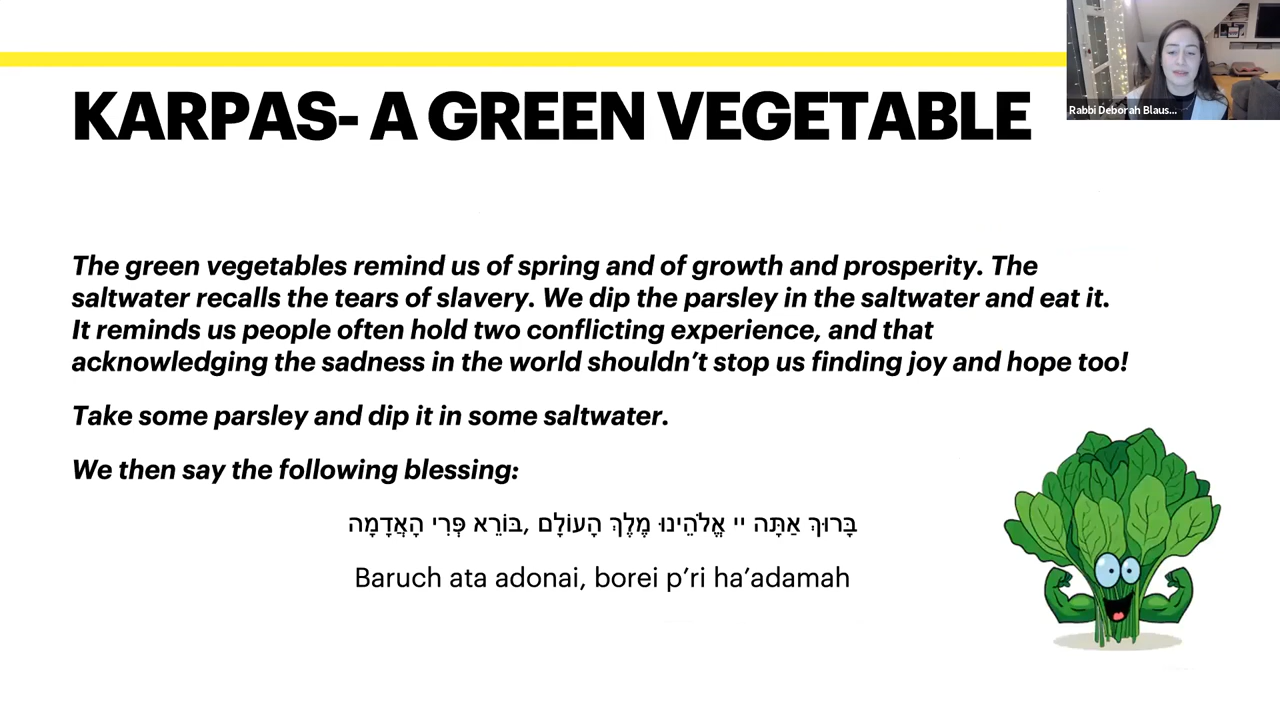 KARPAS- A GREEN VEGETABLE
Rabbi Deborah Blaus...
The green vegetables remind us of spring and of growth and prosperity. The
saltwater recalls the tears of slavery. We dip the parsley in the saltwater and eat it.
It reminds us people often hold two conflicting experience, and that
acknowledging the sadness in the world shouldn’t stop us finding joy and hope too!
Take some parsley and dip it in some saltwater.
We then say the following blessing:
בָּרוּךְ אַתָּה יי אֱלֹהֵינוּ מֶלֶךְ הָעוֹלָם ,בּוֹרֵא פְּרִי הָאֲדָמָה
Baruch ata adonai, borei p’ri ha’adamah